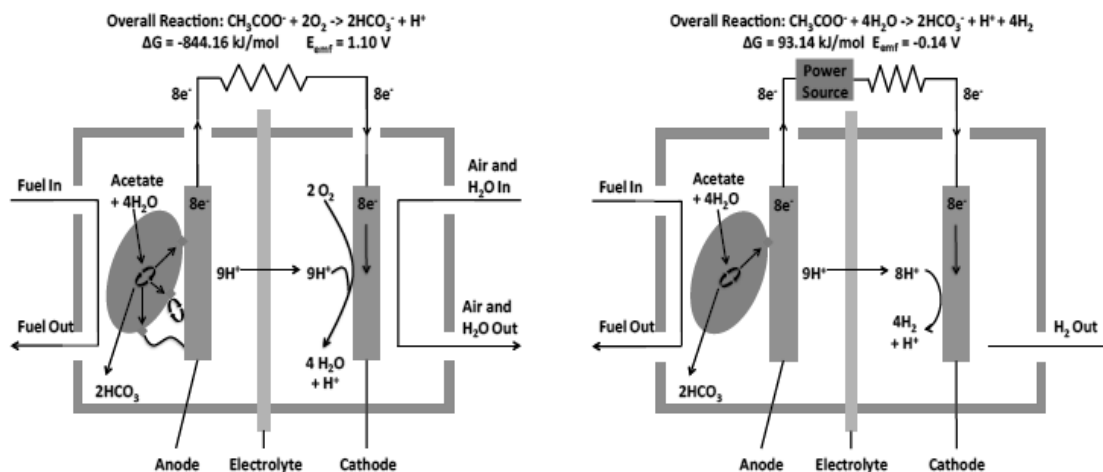 Overall Reaction: CH₃COO⁻ + 2O₂ -> 2HCO₃⁻ + H⁺
ΔG = -844.16 kJ/mol E_emf = 1.10 V
8e⁻
8e⁻
Fuel In
Acetate
+ 4H₂O
8e⁻
2 O₂
8e⁻
Air and
H₂O In
9H⁺
9H⁺
Fuel Out
Air and
H₂O Out
2HCO₃
4 H₂O
+ H⁺
Anode
Electrolyte
Cathode
Overall Reaction: CH₃COO⁻ + 4H₂O -> 2HCO₃⁻ + H⁺ + 4H₂
ΔG = 93.14 kJ/mol E_emf = -0.14 V
Power
Source
8e⁻
8e⁻
Fuel In
Acetate
+ 4H₂O
8e⁻
8e⁻
9H⁺
8H⁺
Fuel Out
4H₂
+ H⁺
H₂ Out
2HCO₃
Anode
Electrolyte
Cathode